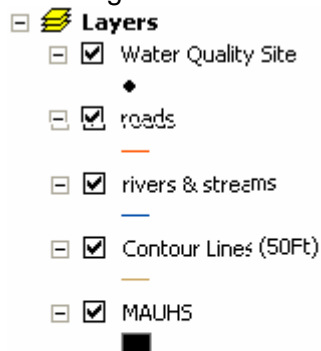 Layers
Water Quality Site
roads
rivers & streams
Contour Lines (50Ft)
MAUHS